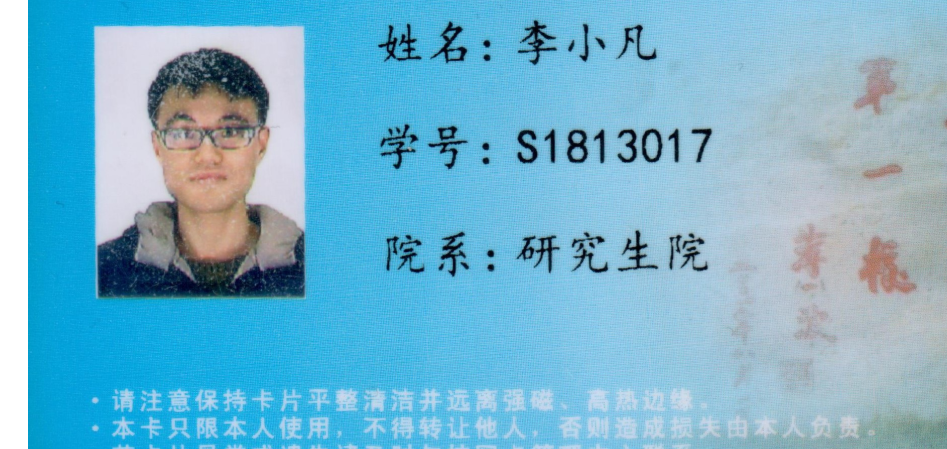 姓名：李小凡
学号：S1813017
院系：研究生院
第一楼
·请注意保持卡片平整清洁并远离强磁、高热边缘。
·本卡只限本人使用，不得转让他人，否则造成损失由本人负责。